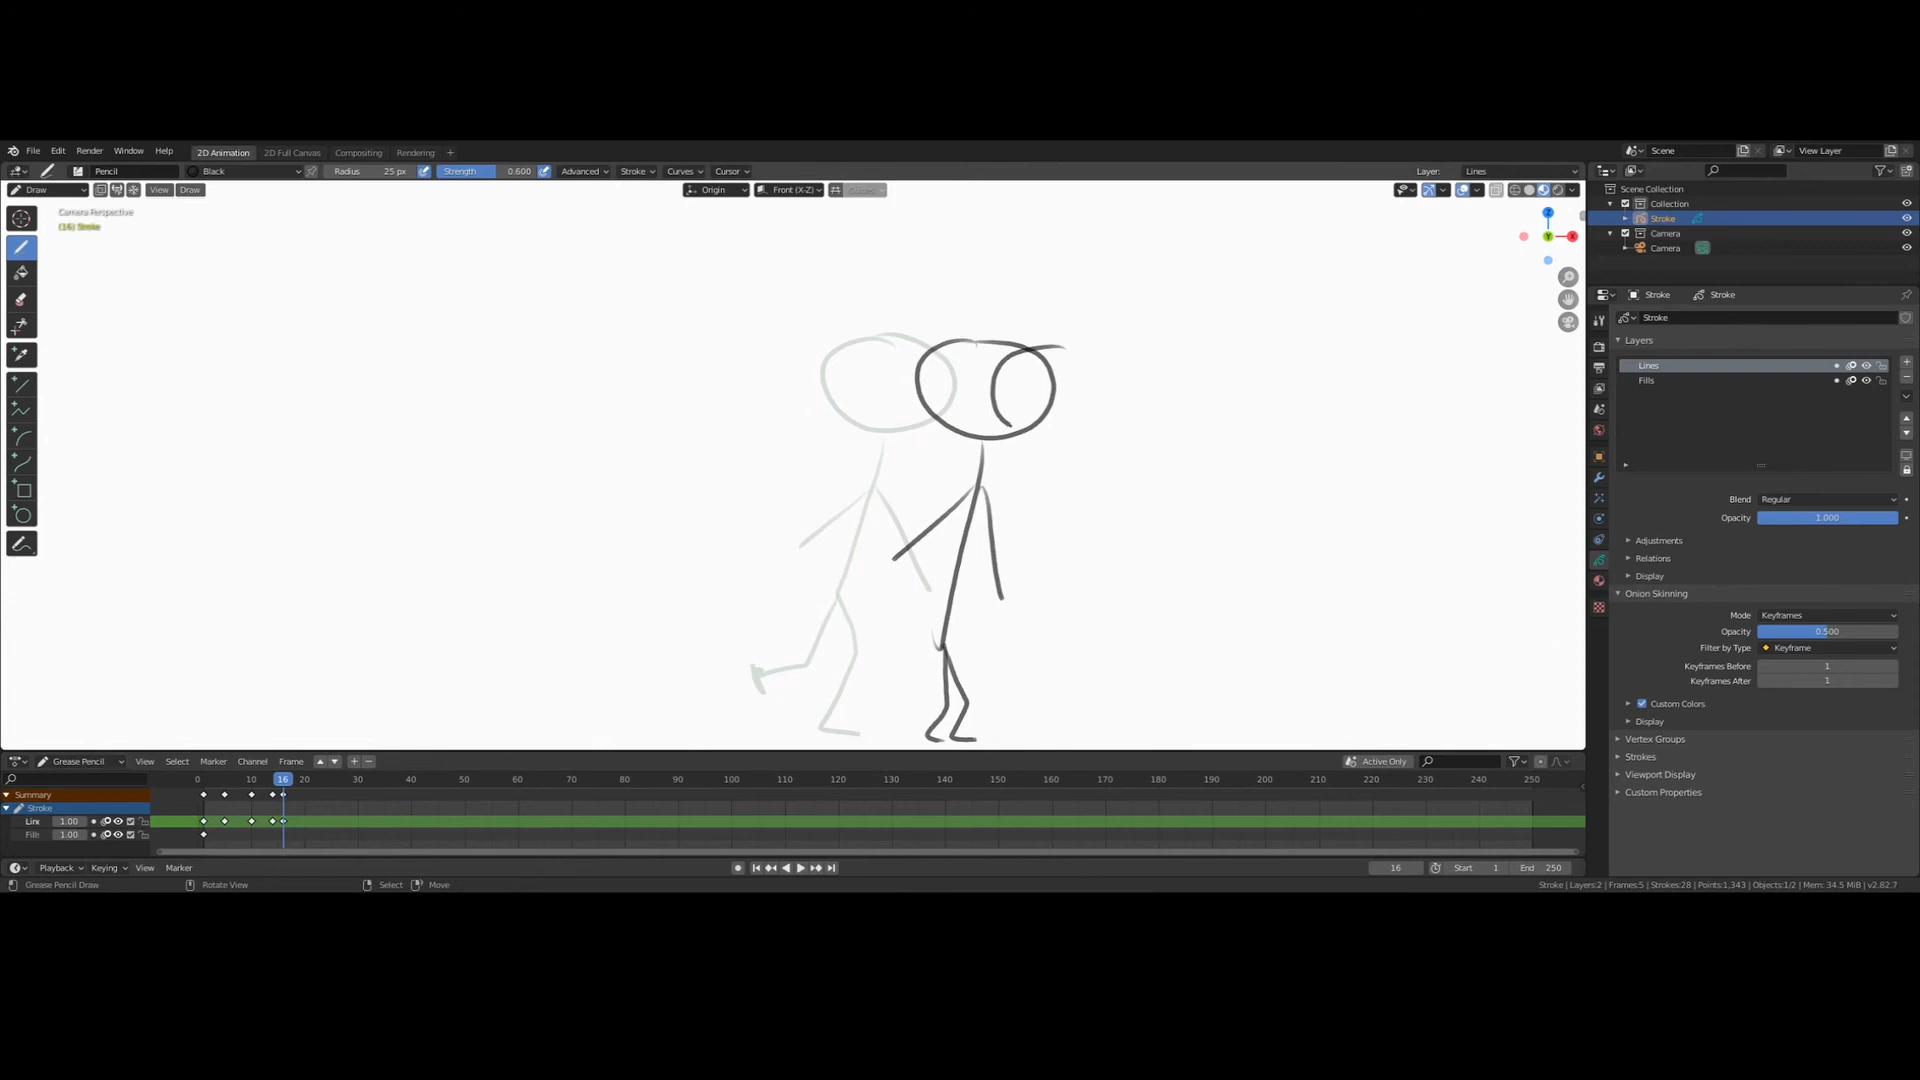 File Edit Render Window Help 2D Animation 2D Full Canvas Compositing Rendering + Scene View Layer
Pencil Black Radius 25 px Strength 0.600 Advanced Stroke Curves Cursor Layer: Lines
Draw View Draw Origin Front (X-Z) Guides
Camera Perspective
(16) Stroke
Z
Y X
Scene Collection
Collection
Stroke
Camera
Camera
Stroke Stroke
Stroke
Layers
Lines
Fills
Blend Regular
Opacity 1.000
Adjustments
Relations
Display
Onion Skinning
Mode Keyframes
Opacity 0.500
Filter by Type Keyframe
Keyframes Before 1
Keyframes After 1
Custom Colors
Display
Vertex Groups
Strokes
Viewport Display
Custom Properties
Grease Pencil View Select Marker Channel Frame Active Only
0 10 16 20 30 40 50 60 70 80 90 100 110 120 130 140 150 160 170 180 190 200 210 220 230 240 250
Summary
Stroke
Line 1.00
Fills 1.00
Playback Keying View Marker 16 Start 1 End 250
Grease Pencil Draw Rotate View Select Move Stroke | Layers:2 | Frames:5 | Strokes:28 | Points:1,343 | Objects:1/2 | Mem: 34.5 MiB | v2.82.7